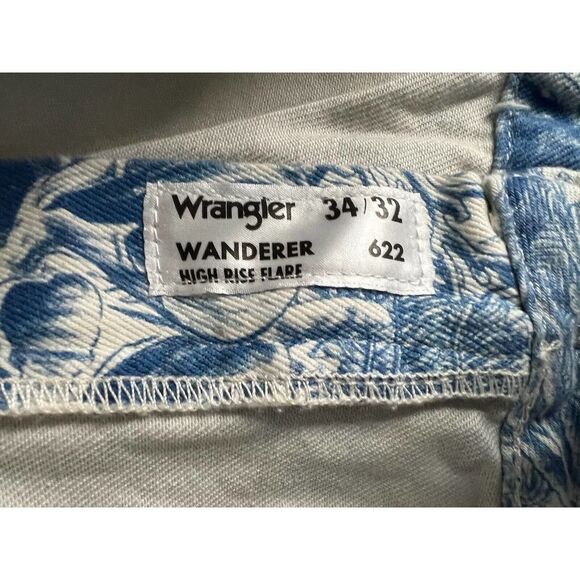 Wrangler 34/32
WANDERER 622
HIGH RISE FLARE